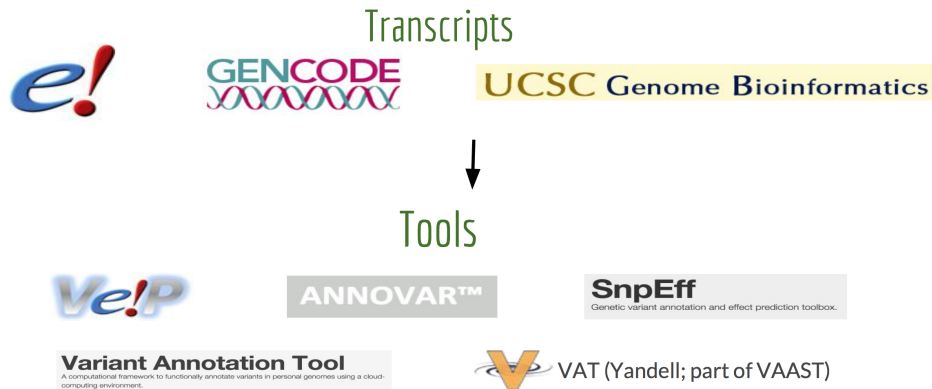 Transcripts
e!
GENCODE
UCSC Genome Bioinformatics
Tools
Ve!P
ANNOVAR™
SnpEff
Genetic variant annotation and effect prediction toolbox.
Variant Annotation Tool
A computational framework to functionally annotate variants in personal genomes using a cloud-
computing environment.
V
VAT (Yandell; part of VAAST)